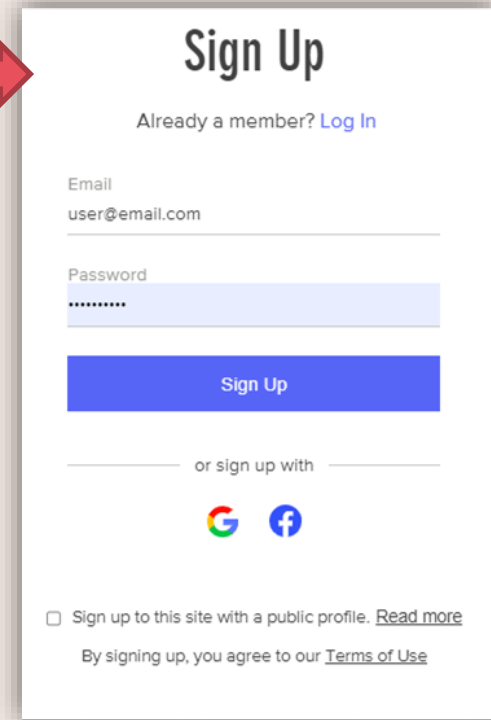 Sign Up
Already a member? Log In
Email
user@email.com
Password
••••••••••
Sign Up
or sign up with
Sign up to this site with a public profile. Read more
By signing up, you agree to our Terms of Use